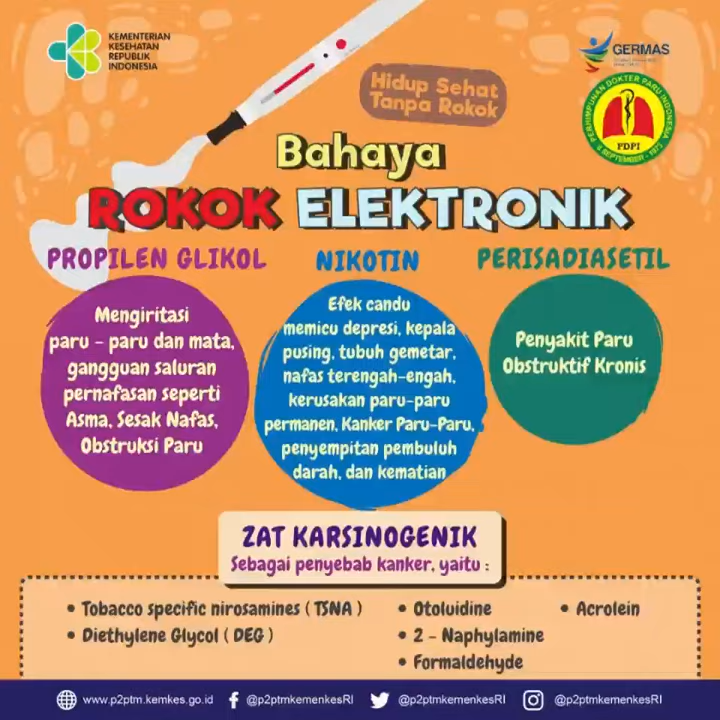 KEMENTERIAN
KESEHATAN
REPUBLIK
INDONESIA
GERMAS
PERHIMPUNAN DOKTER PARU INDONESIA
PDPI
Hidup Sehat
Tanpa Rokok
Bahaya
ROKOK ELEKTRONIK
PROPILEN GLIKOL
Mengiritasi
paru - paru dan mata,
gangguan saluran
pernafasan seperti
Asma, Sesak Nafas,
Obstruksi Paru
NIKOTIN
Efek candu
memicu depresi, kepala
pusing, tubuh gemetar,
nafas terengah-engah,
kerusakan paru-paru
permanen, Kanker Paru-Paru,
penyempitan pembuluh
darah, dan kematian
PERISADIASETIL
Penyakit Paru
Obstruktif Kronis
ZAT KARSINOGENIK
Sebagai penyebab kanker, yaitu :
• Tobacco specific nirosamines ( TSNA )
• Diethylene Glycol ( DEG )
• Otoluidine
• 2 - Naphylamine
• Formaldehyde
• Acrolein
www.p2ptm.kemkes.go.id
@p2ptmkemenkesRI
@p2ptmkemenkesRI
@p2ptmkemenkesRI